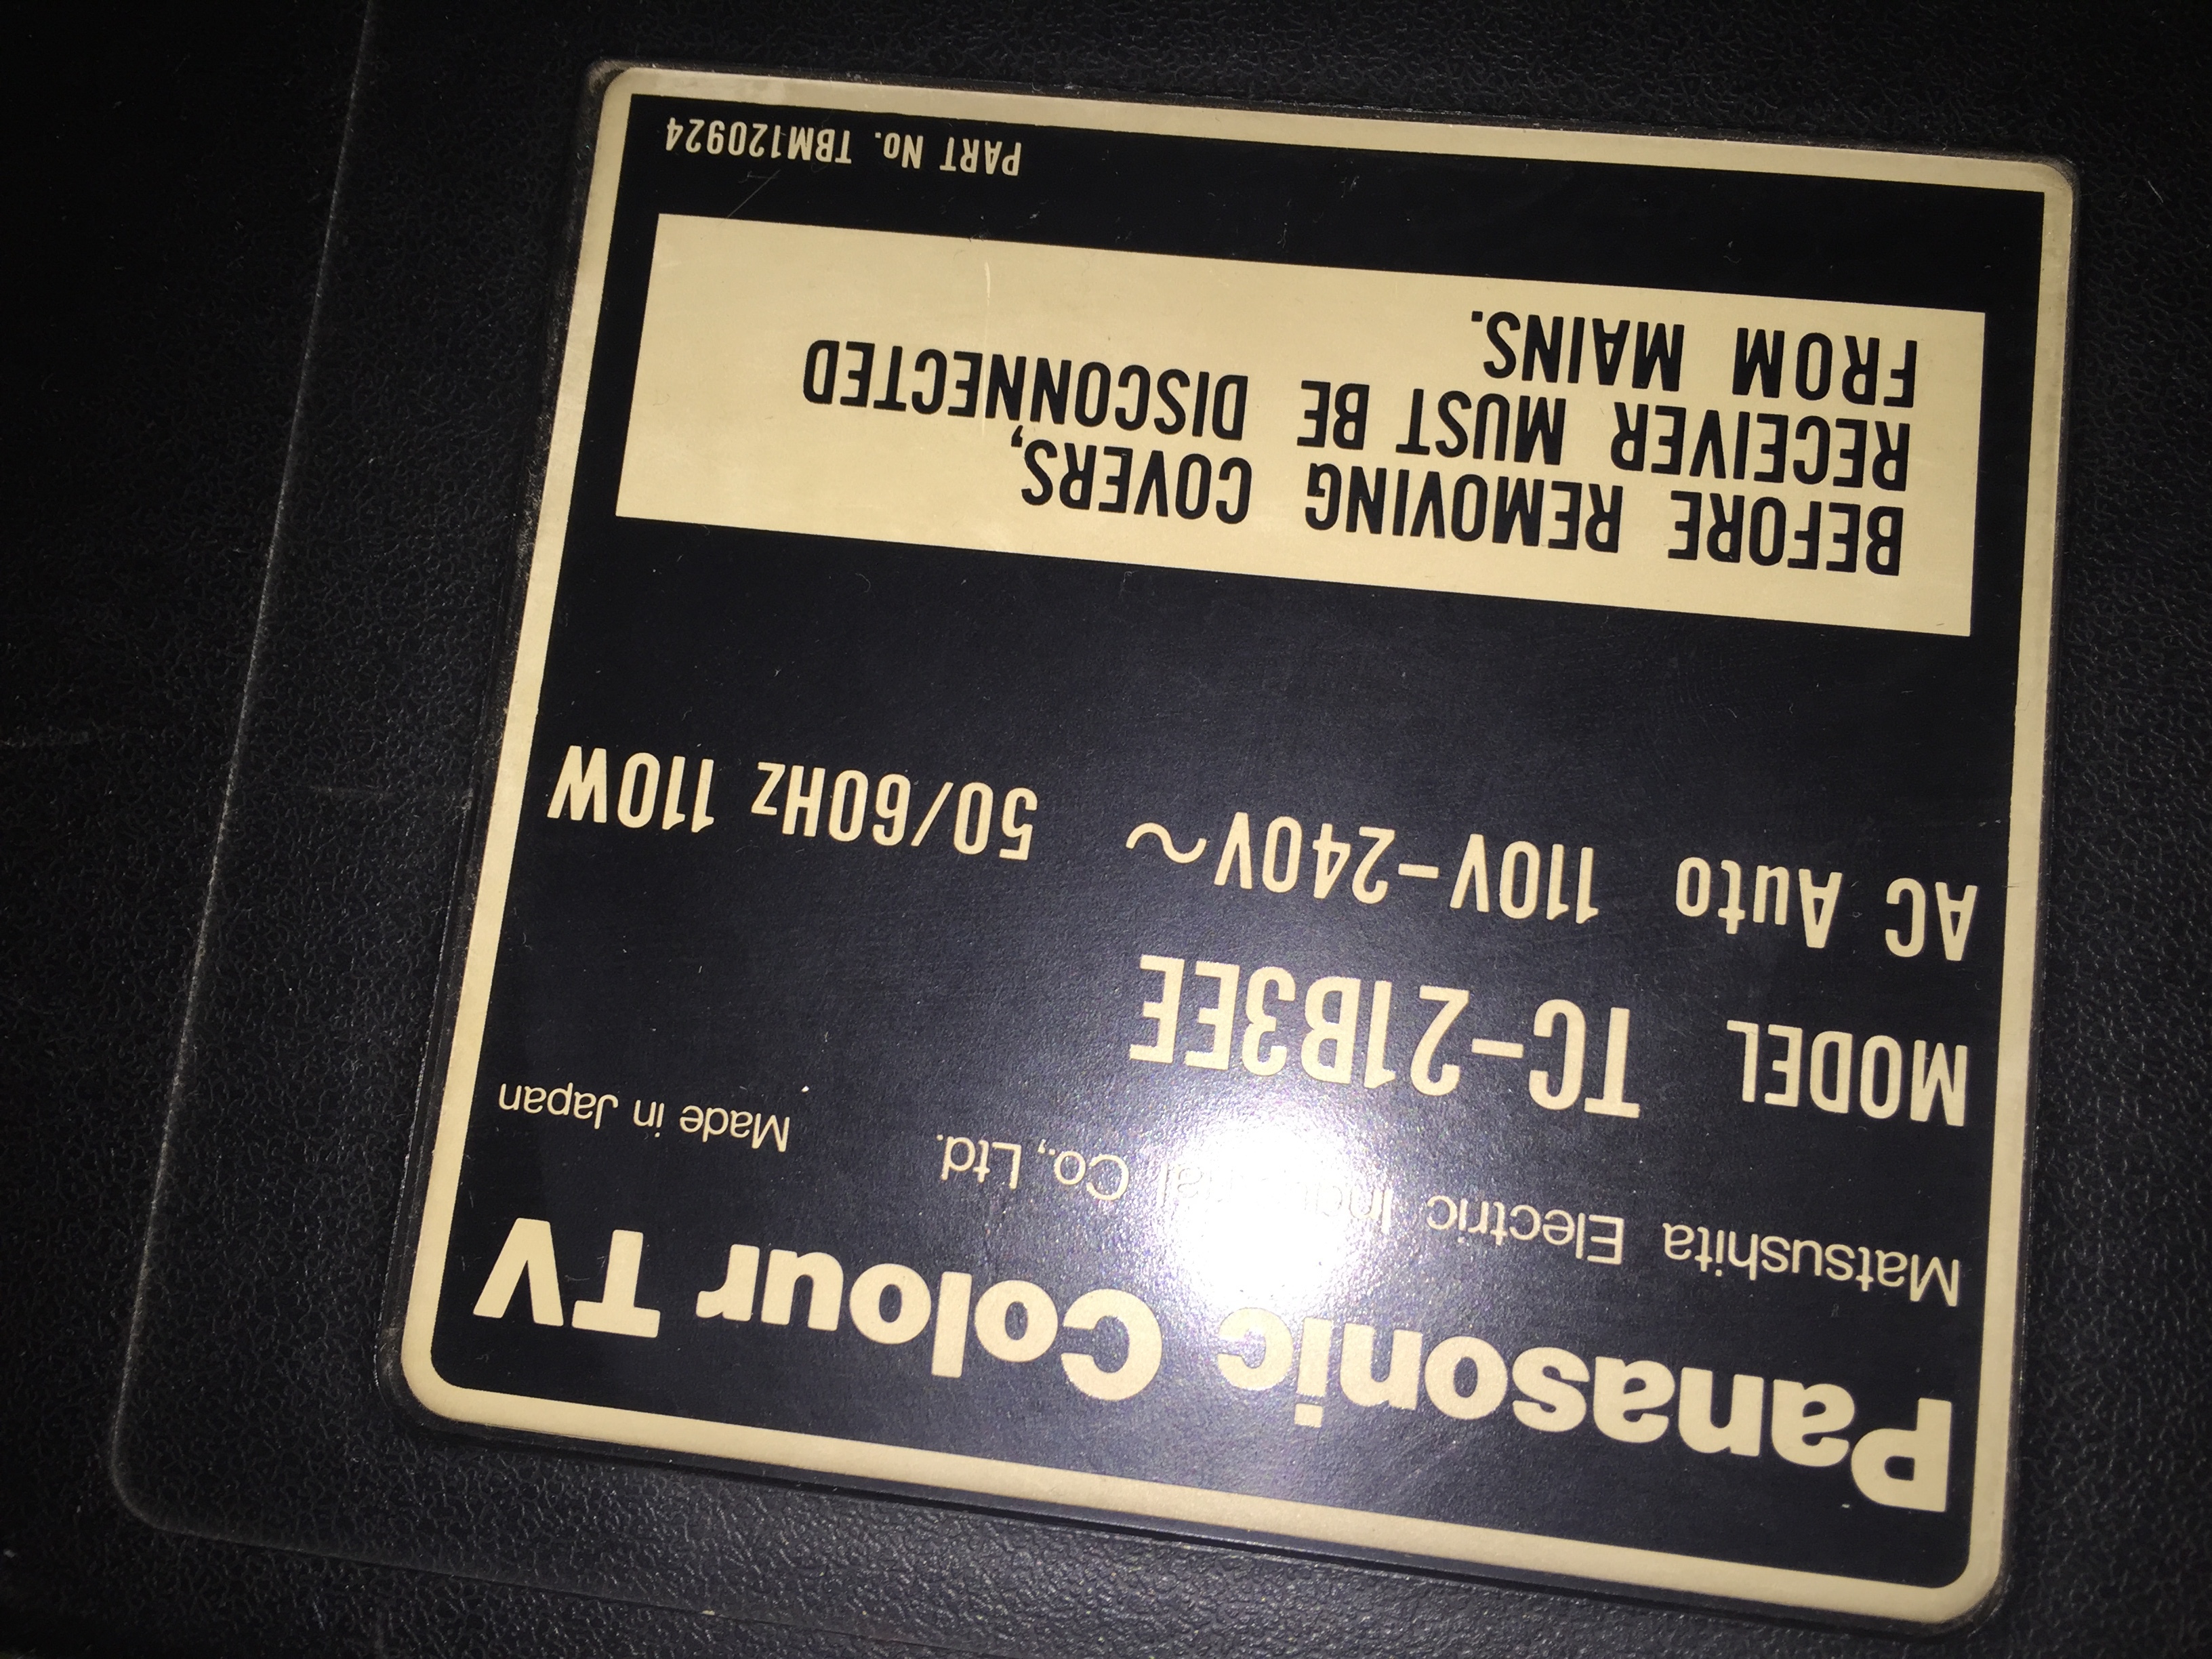 Panasonic Colour TV
Matsushita Electric Co., Ltd. Made in Japan
MODEL TC-21B3EE
AC Auto 110V-240V~ 50/60Hz 110W
BEFORE REMOVING COVERS,
RECEIVER MUST BE DISCONNECTED
FROM MAINS.
PART No. TBM120924